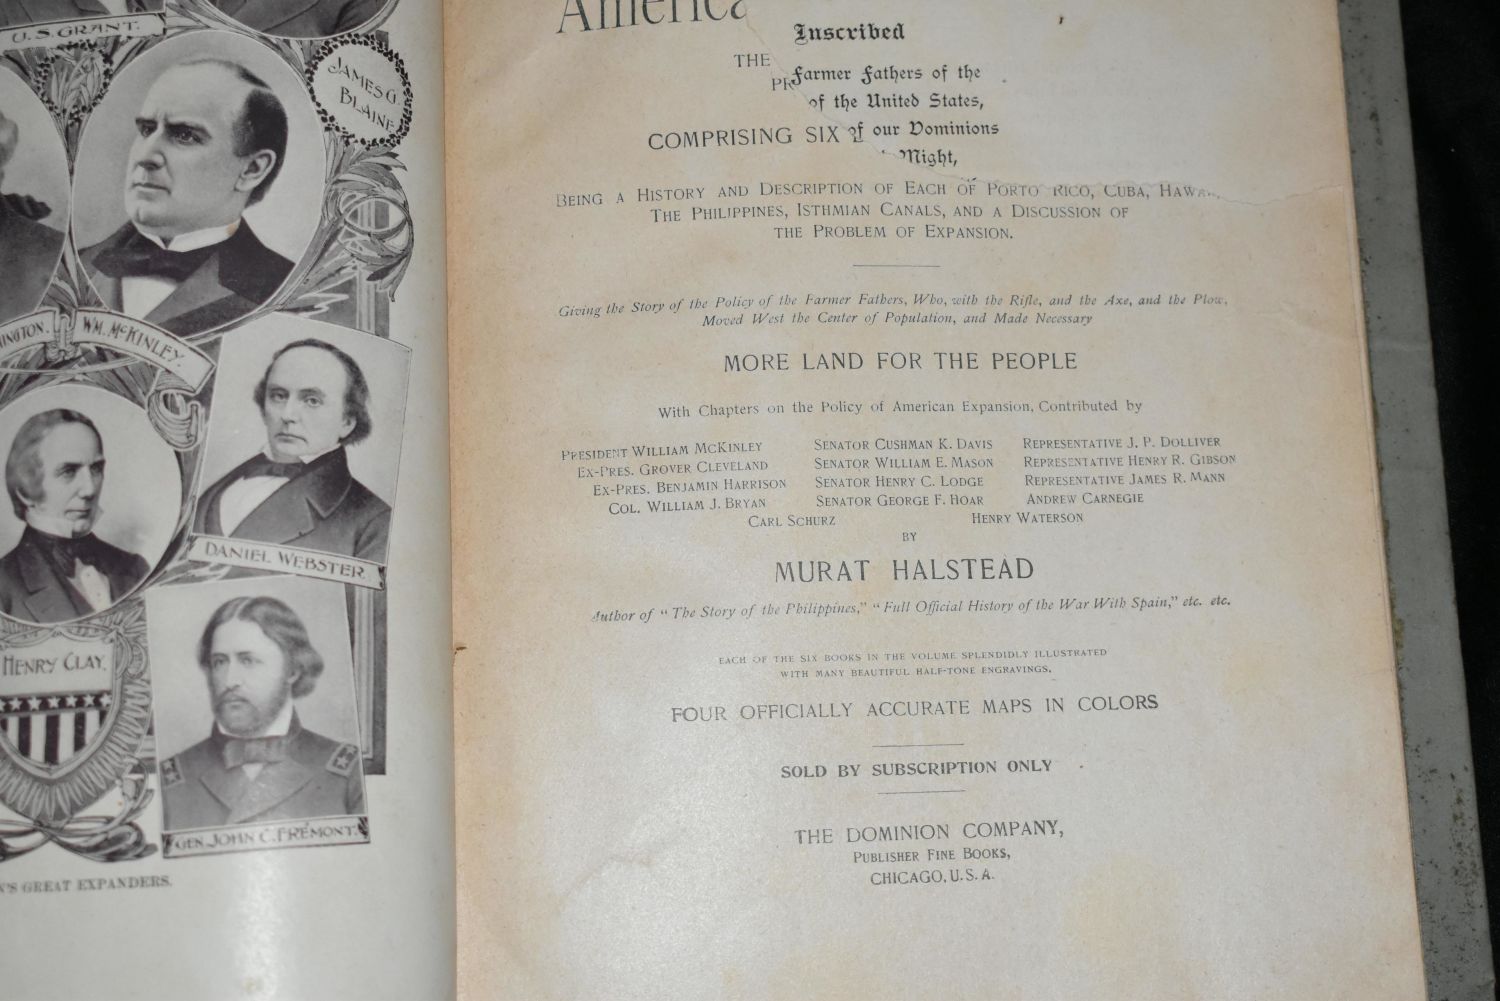 U.S. GRANT.
JAMES G.
BLAINE
WM. MCKINLEY.
DANIEL WEBSTER.
HENRY CLAY.
GEN. JOHN C. FRÉMONT.
GREAT EXPANDERS.
America
Inscribed
THE
Farmer Fathers of the
of the United States,
COMPRISING SIX of our Dominions
Might,
BEING A HISTORY AND DESCRIPTION OF EACH OF PORTO RICO, CUBA,
THE PHILIPPINES, ISTHMIAN CANALS, AND A DISCUSSION OF
THE PROBLEM OF EXPANSION.
Giving the Story of the Policy of the Farmer Fathers, Who, with the Rifle, and the Axe, and the Plow,
Moved West the Center of Population, and Made Necessary
MORE LAND FOR THE PEOPLE
With Chapters on the Policy of American Expansion, Contributed by
PRESIDENT WILLIAM MCKINLEY SENATOR CUSHMAN K. DAVIS REPRESENTATIVE J. P. DOLLIVER
EX-PRES. GROVER CLEVELAND SENATOR WILLIAM E. MASON REPRESENTATIVE HENRY R. GIBSON
EX-PRES. BENJAMIN HARRISON SENATOR HENRY C. LODGE REPRESENTATIVE JAMES R. MANN
COL. WILLIAM J. BRYAN SENATOR GEORGE F. HOAR ANDREW CARNEGIE
CARL SCHURZ HENRY WATERSON
BY
MURAT HALSTEAD
Author of "The Story of the Philippines," "Full Official History of the War With Spain," etc. etc.
EACH OF THE SIX BOOKS IN THE VOLUME SPLENDIDLY ILLUSTRATED
WITH MANY BEAUTIFUL HALF-TONE ENGRAVINGS.
FOUR OFFICIALLY ACCURATE MAPS IN COLORS
SOLD BY SUBSCRIPTION ONLY
THE DOMINION COMPANY,
PUBLISHER FINE BOOKS,
CHICAGO, U.S.A.